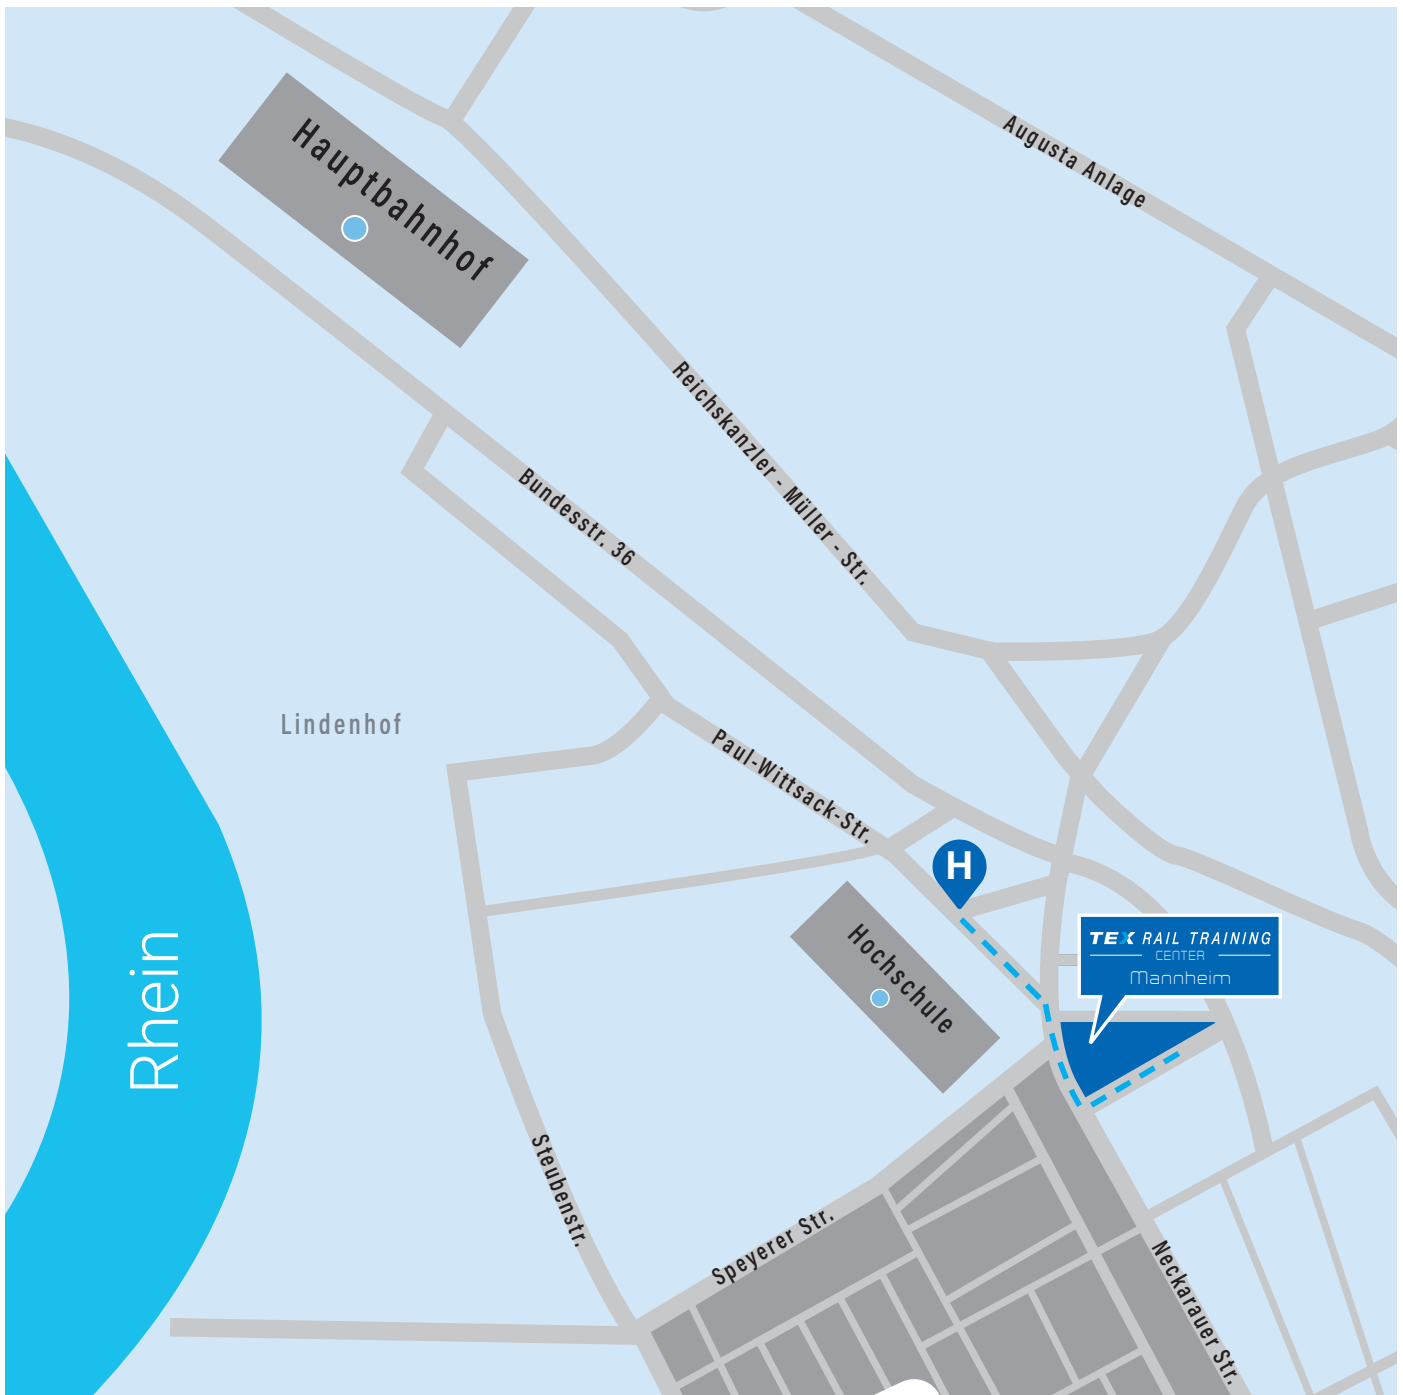 Augusta Anlage
Hauptbahnhof
Reichskanzler - Müller - Str.
Bundesstr. 36
Lindenhof
Paul-Wittsack-Str.
H
TEX RAIL TRAINING
CENTER
Mannheim
Hochschule
Rhein
Steubenstr.
Speyerer Str.
Neckarauer Str.